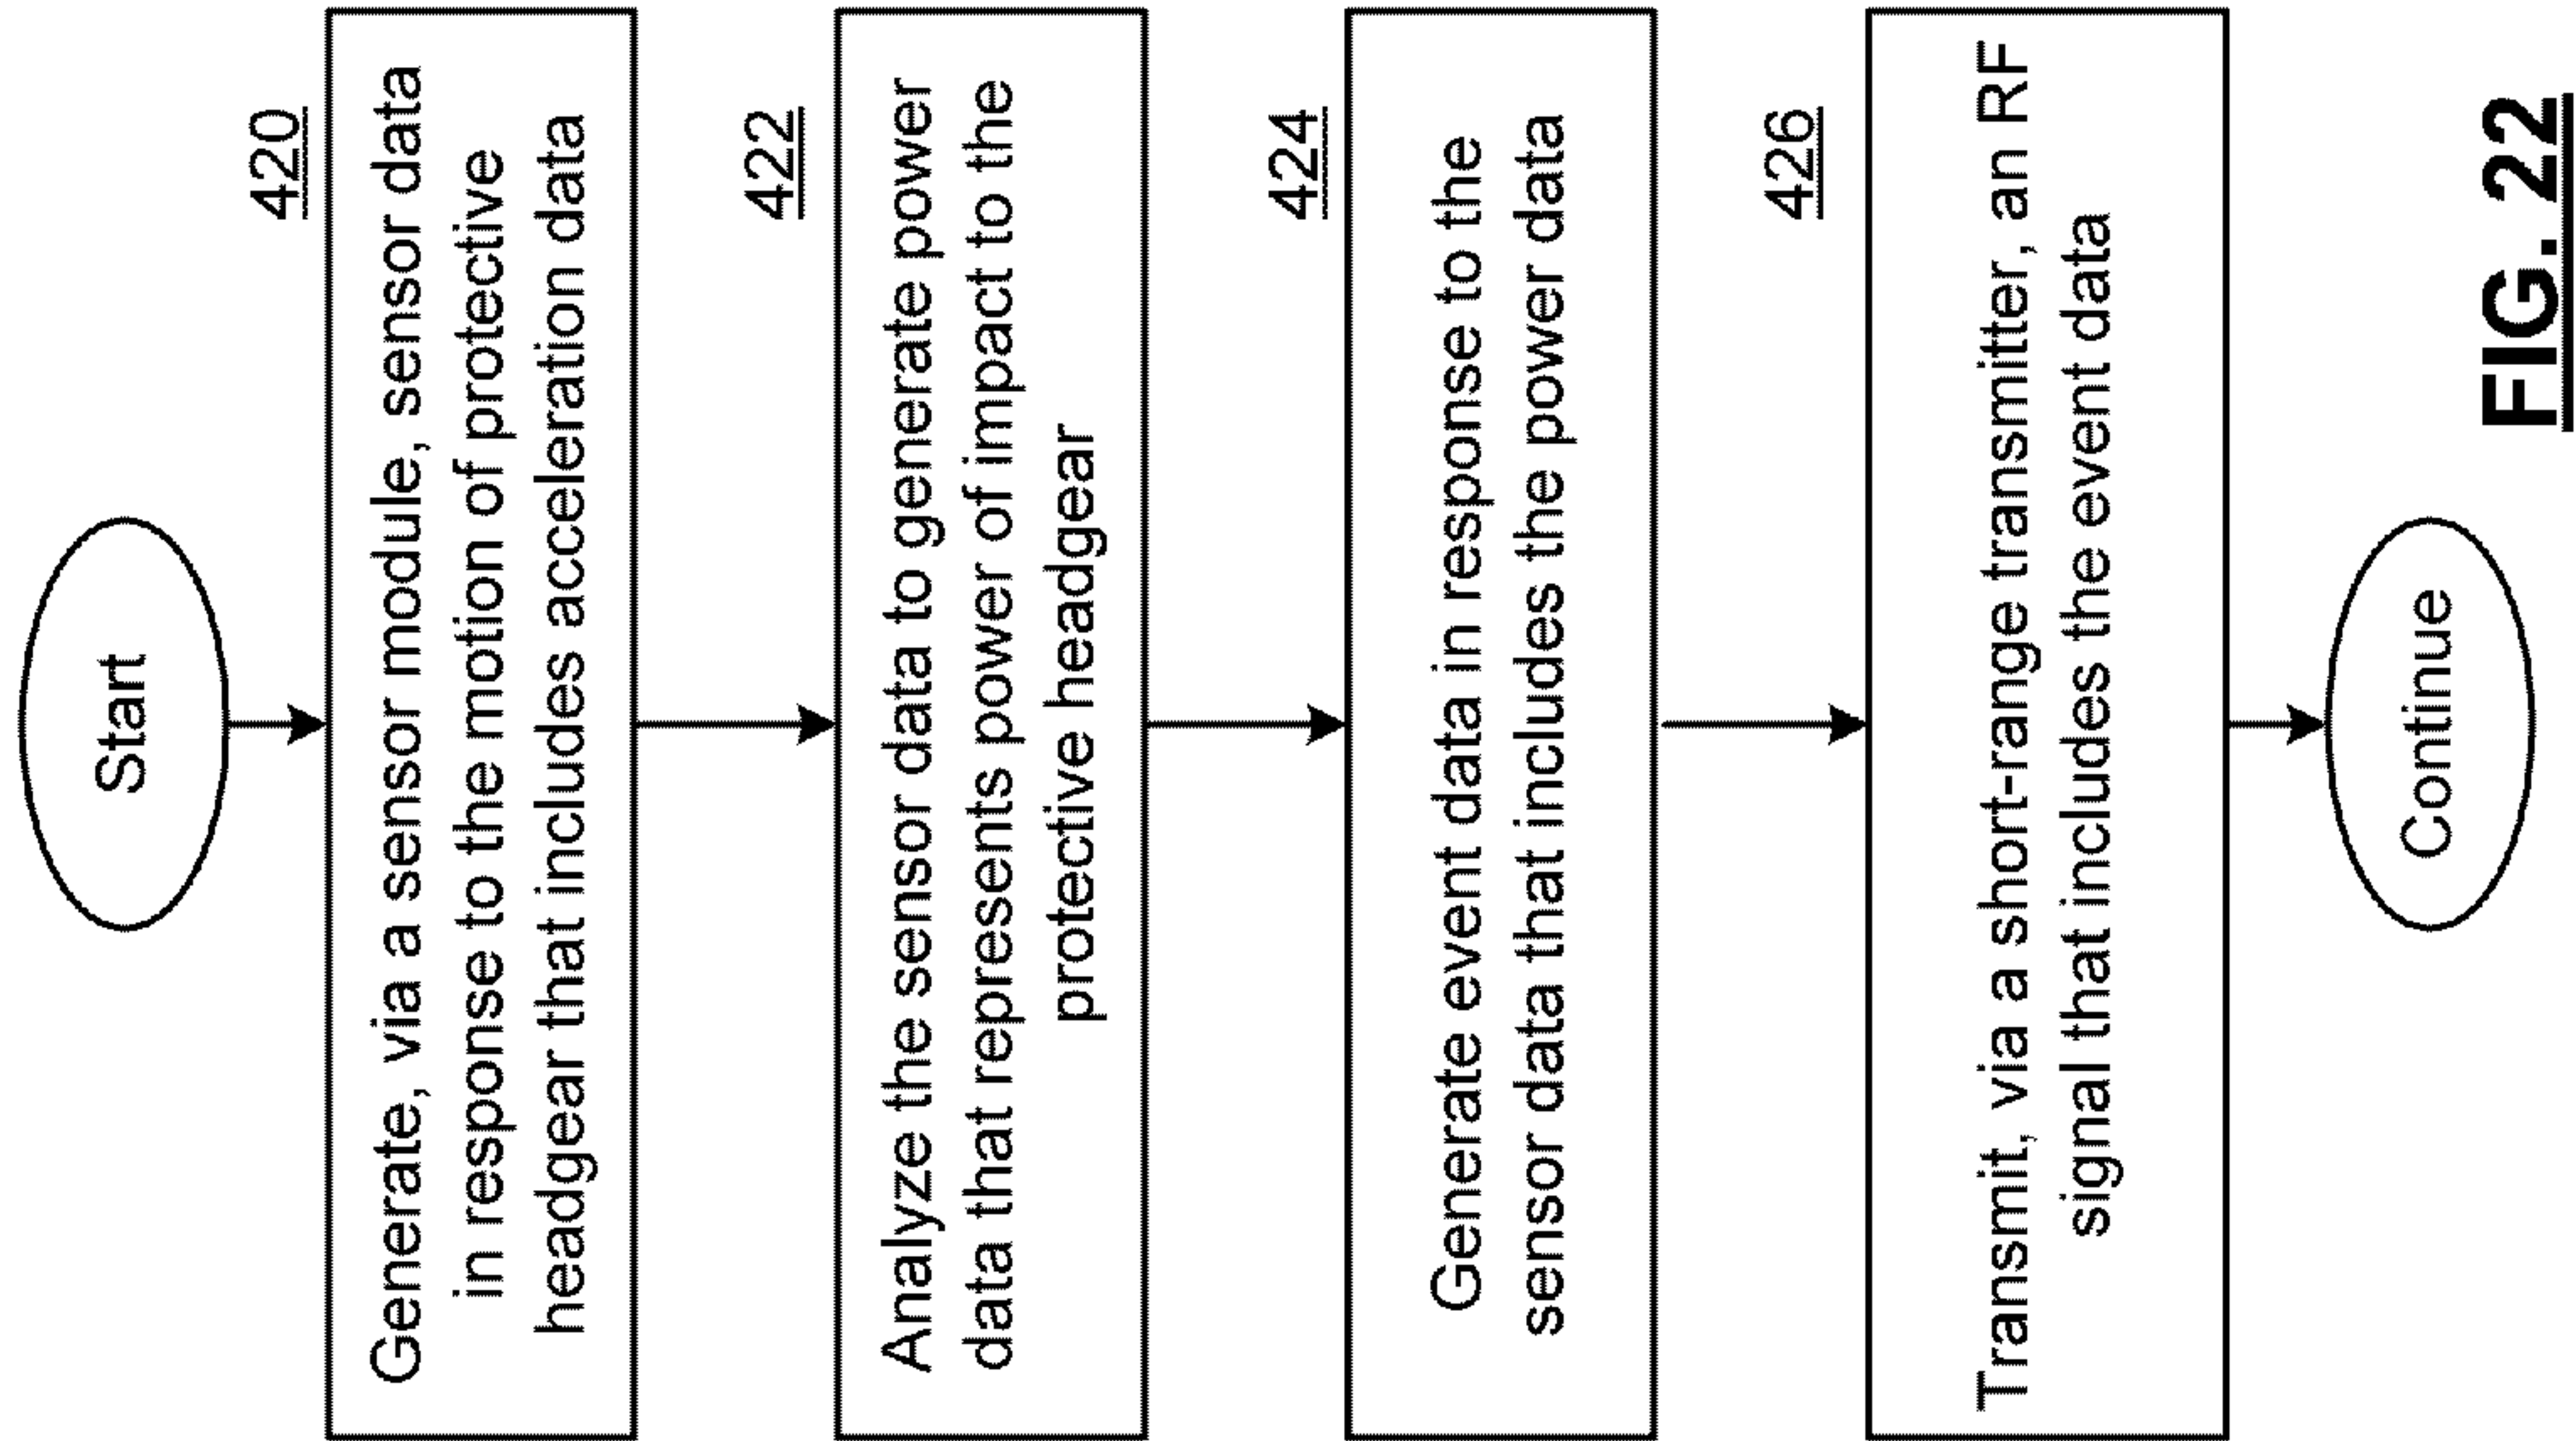 Start
420
Generate, via a sensor module, sensor data
in response to the motion of protective
headgear that includes acceleration data
422
Analyze the sensor data to generate power
data that represents power of impact to the
protective headgear
424
Generate event data in response to the
sensor data that includes the power data
426
Transmit, via a short-range transmitter, an RF
signal that includes the event data
Continue
FIG. 22